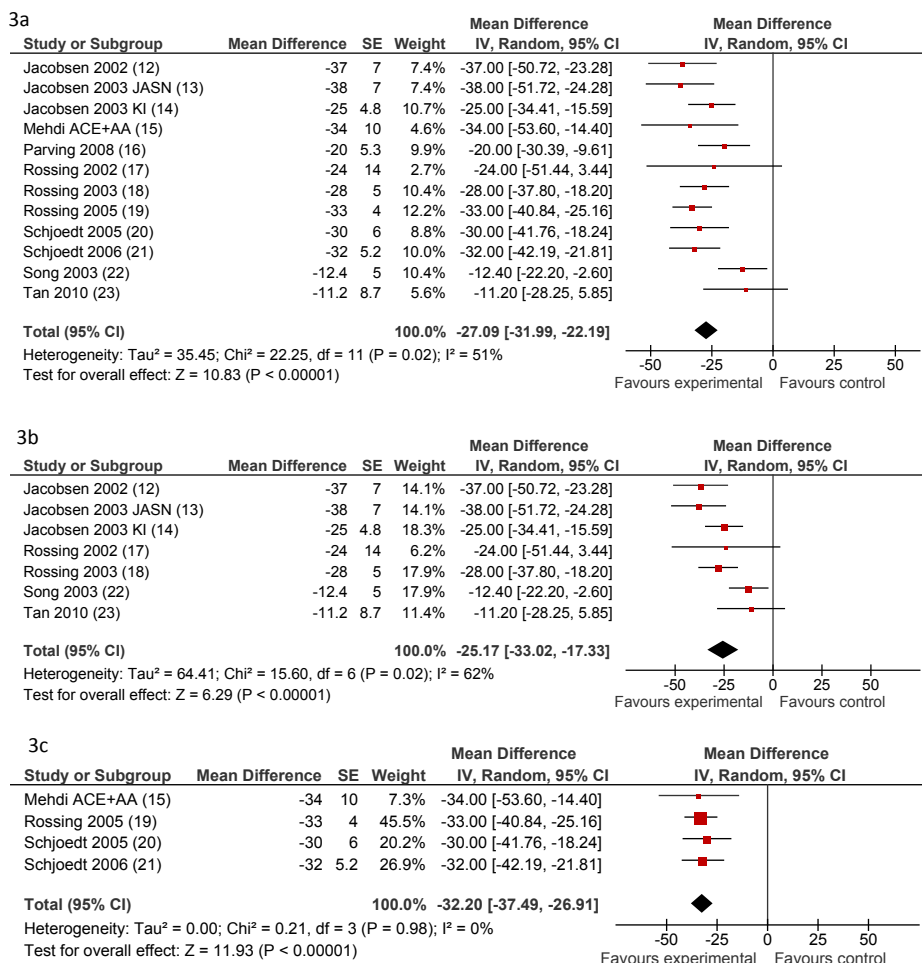 3a
Mean Difference Mean Difference
Study or Subgroup Mean Difference SE Weight IV, Random, 95% CI IV, Random, 95% CI
Jacobsen 2002 (12) -37 7 7.4% -37.00 [-50.72, -23.28]
Jacobsen 2003 JASN (13) -38 7 7.4% -38.00 [-51.72, -24.28]
Jacobsen 2003 KI (14) -25 4.8 10.7% -25.00 [-34.41, -15.59]
Mehdi ACE+AA (15) -34 10 4.6% -34.00 [-53.60, -14.40]
Parving 2008 (16) -20 5.3 9.9% -20.00 [-30.39, -9.61]
Rossing 2002 (17) -24 14 2.7% -24.00 [-51.44, 3.44]
Rossing 2003 (18) -28 5 10.4% -28.00 [-37.80, -18.20]
Rossing 2005 (19) -33 4 12.2% -33.00 [-40.84, -25.16]
Schjoedt 2005 (20) -30 6 8.8% -30.00 [-41.76, -18.24]
Schjoedt 2006 (21) -32 5.2 10.0% -32.00 [-42.19, -21.81]
Song 2003 (22) -12.4 5 10.4% -12.40 [-22.20, -2.60]
Tan 2010 (23) -11.2 8.7 5.6% -11.20 [-28.25, 5.85]
Total (95% CI) 100.0% -27.09 [-31.99, -22.19]
Heterogeneity: Tau² = 35.45; Chi² = 22.25, df = 11 (P = 0.02); I² = 51%
Test for overall effect: Z = 10.83 (P < 0.00001)
-50 -25 0 25 50
Favours experimental Favours control
3b
Mean Difference Mean Difference
Study or Subgroup Mean Difference SE Weight IV, Random, 95% CI IV, Random, 95% CI
Jacobsen 2002 (12) -37 7 14.1% -37.00 [-50.72, -23.28]
Jacobsen 2003 JASN (13) -38 7 14.1% -38.00 [-51.72, -24.28]
Jacobsen 2003 KI (14) -25 4.8 18.3% -25.00 [-34.41, -15.59]
Rossing 2002 (17) -24 14 6.2% -24.00 [-51.44, 3.44]
Rossing 2003 (18) -28 5 17.9% -28.00 [-37.80, -18.20]
Song 2003 (22) -12.4 5 17.9% -12.40 [-22.20, -2.60]
Tan 2010 (23) -11.2 8.7 11.4% -11.20 [-28.25, 5.85]
Total (95% CI) 100.0% -25.17 [-33.02, -17.33]
Heterogeneity: Tau² = 64.41; Chi² = 15.60, df = 6 (P = 0.02); I² = 62%
Test for overall effect: Z = 6.29 (P < 0.00001)
-50 -25 0 25 50
Favours experimental Favours control
3c
Mean Difference Mean Difference
Study or Subgroup Mean Difference SE Weight IV, Random, 95% CI IV, Random, 95% CI
Mehdi ACE+AA (15) -34 10 7.3% -34.00 [-53.60, -14.40]
Rossing 2005 (19) -33 4 45.5% -33.00 [-40.84, -25.16]
Schjoedt 2005 (20) -30 6 20.2% -30.00 [-41.76, -18.24]
Schjoedt 2006 (21) -32 5.2 26.9% -32.00 [-42.19, -21.81]
Total (95% CI) 100.0% -32.20 [-37.49, -26.91]
Heterogeneity: Tau² = 0.00; Chi² = 0.21, df = 3 (P = 0.98); I² = 0%
Test for overall effect: Z = 11.93 (P < 0.00001)
-50 -25 0 25 50
Favours experimental Favours control